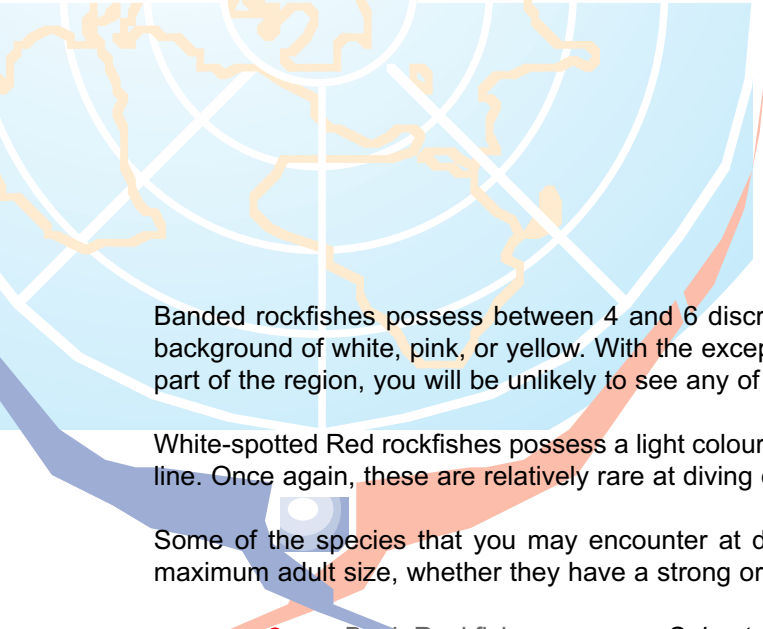 Banded rockfishes possess between 4 and 6 discr
background of white, pink, or yellow. With the excep
part of the region, you will be unlikely to see any of
White-spotted Red rockfishes possess a light colour
line. Once again, these are relatively rare at diving
Some of the species that you may encounter at d
maximum adult size, whether they have a strong or